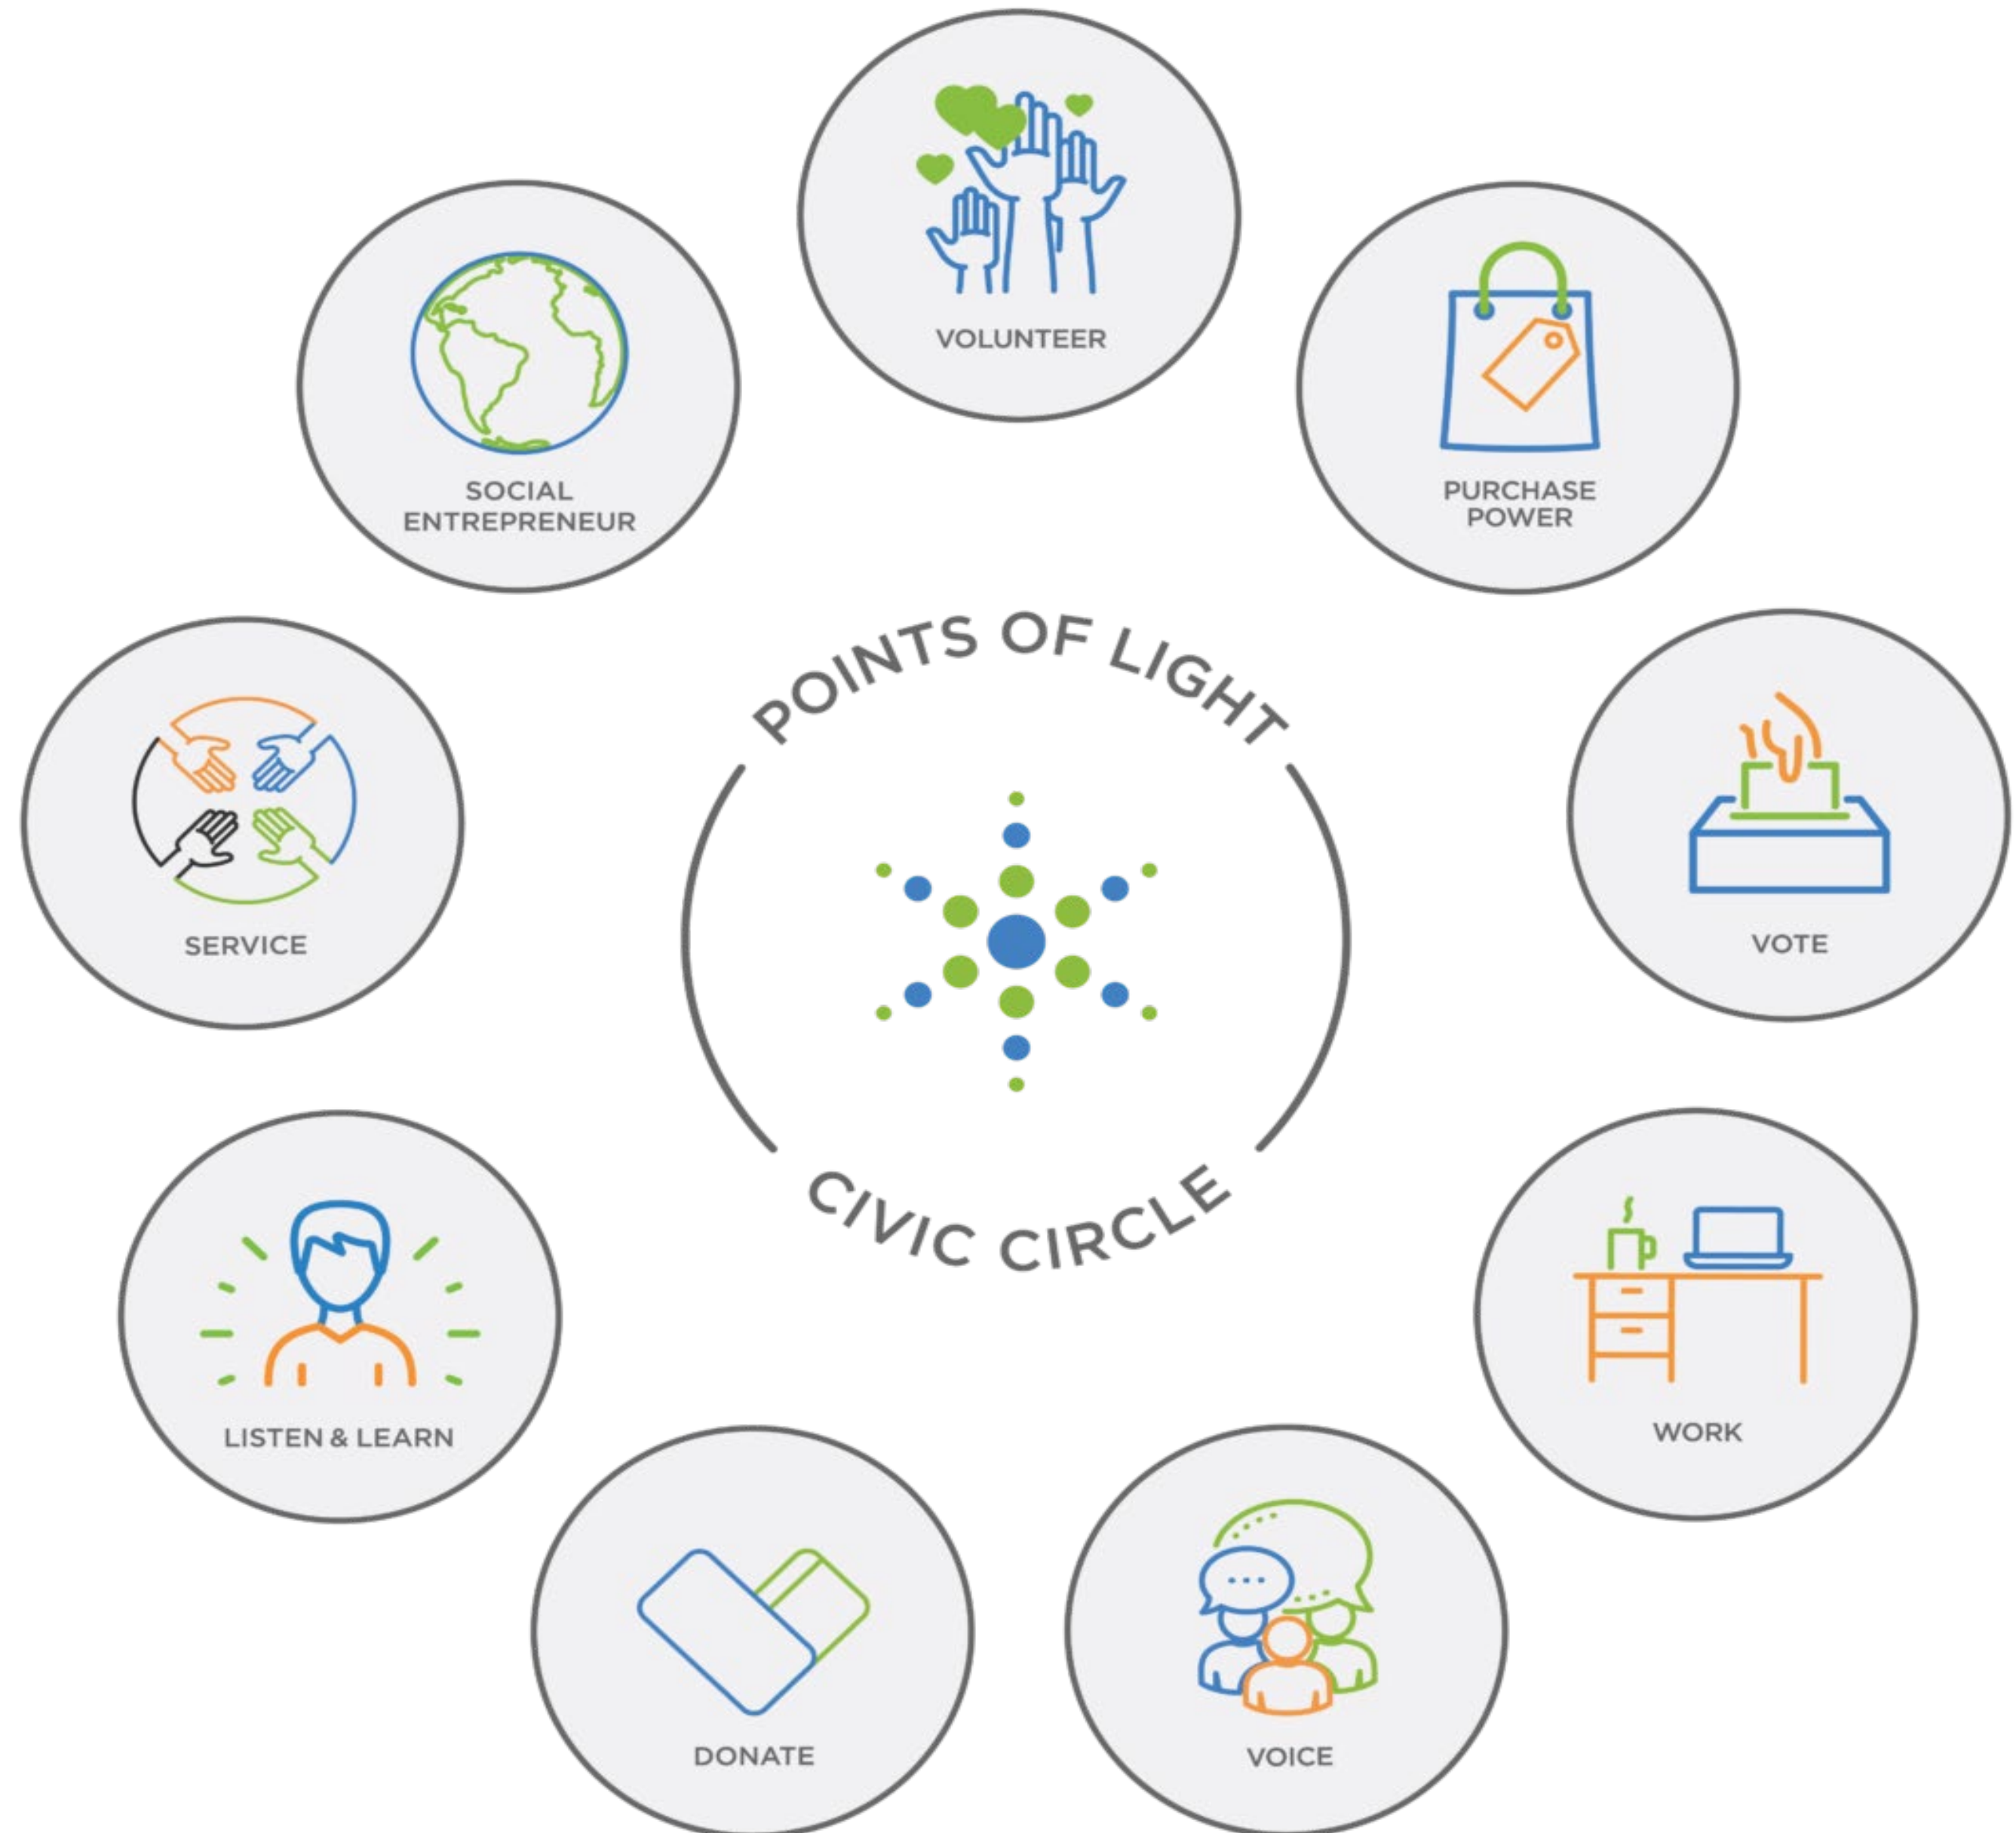 VOLUNTEER
SOCIAL
ENTREPRENEUR
PURCHASE
POWER
POINTS OF LIGHT
SERVICE
VOTE
CIVIC CIRCLE
LISTEN & LEARN
WORK
DONATE
VOICE